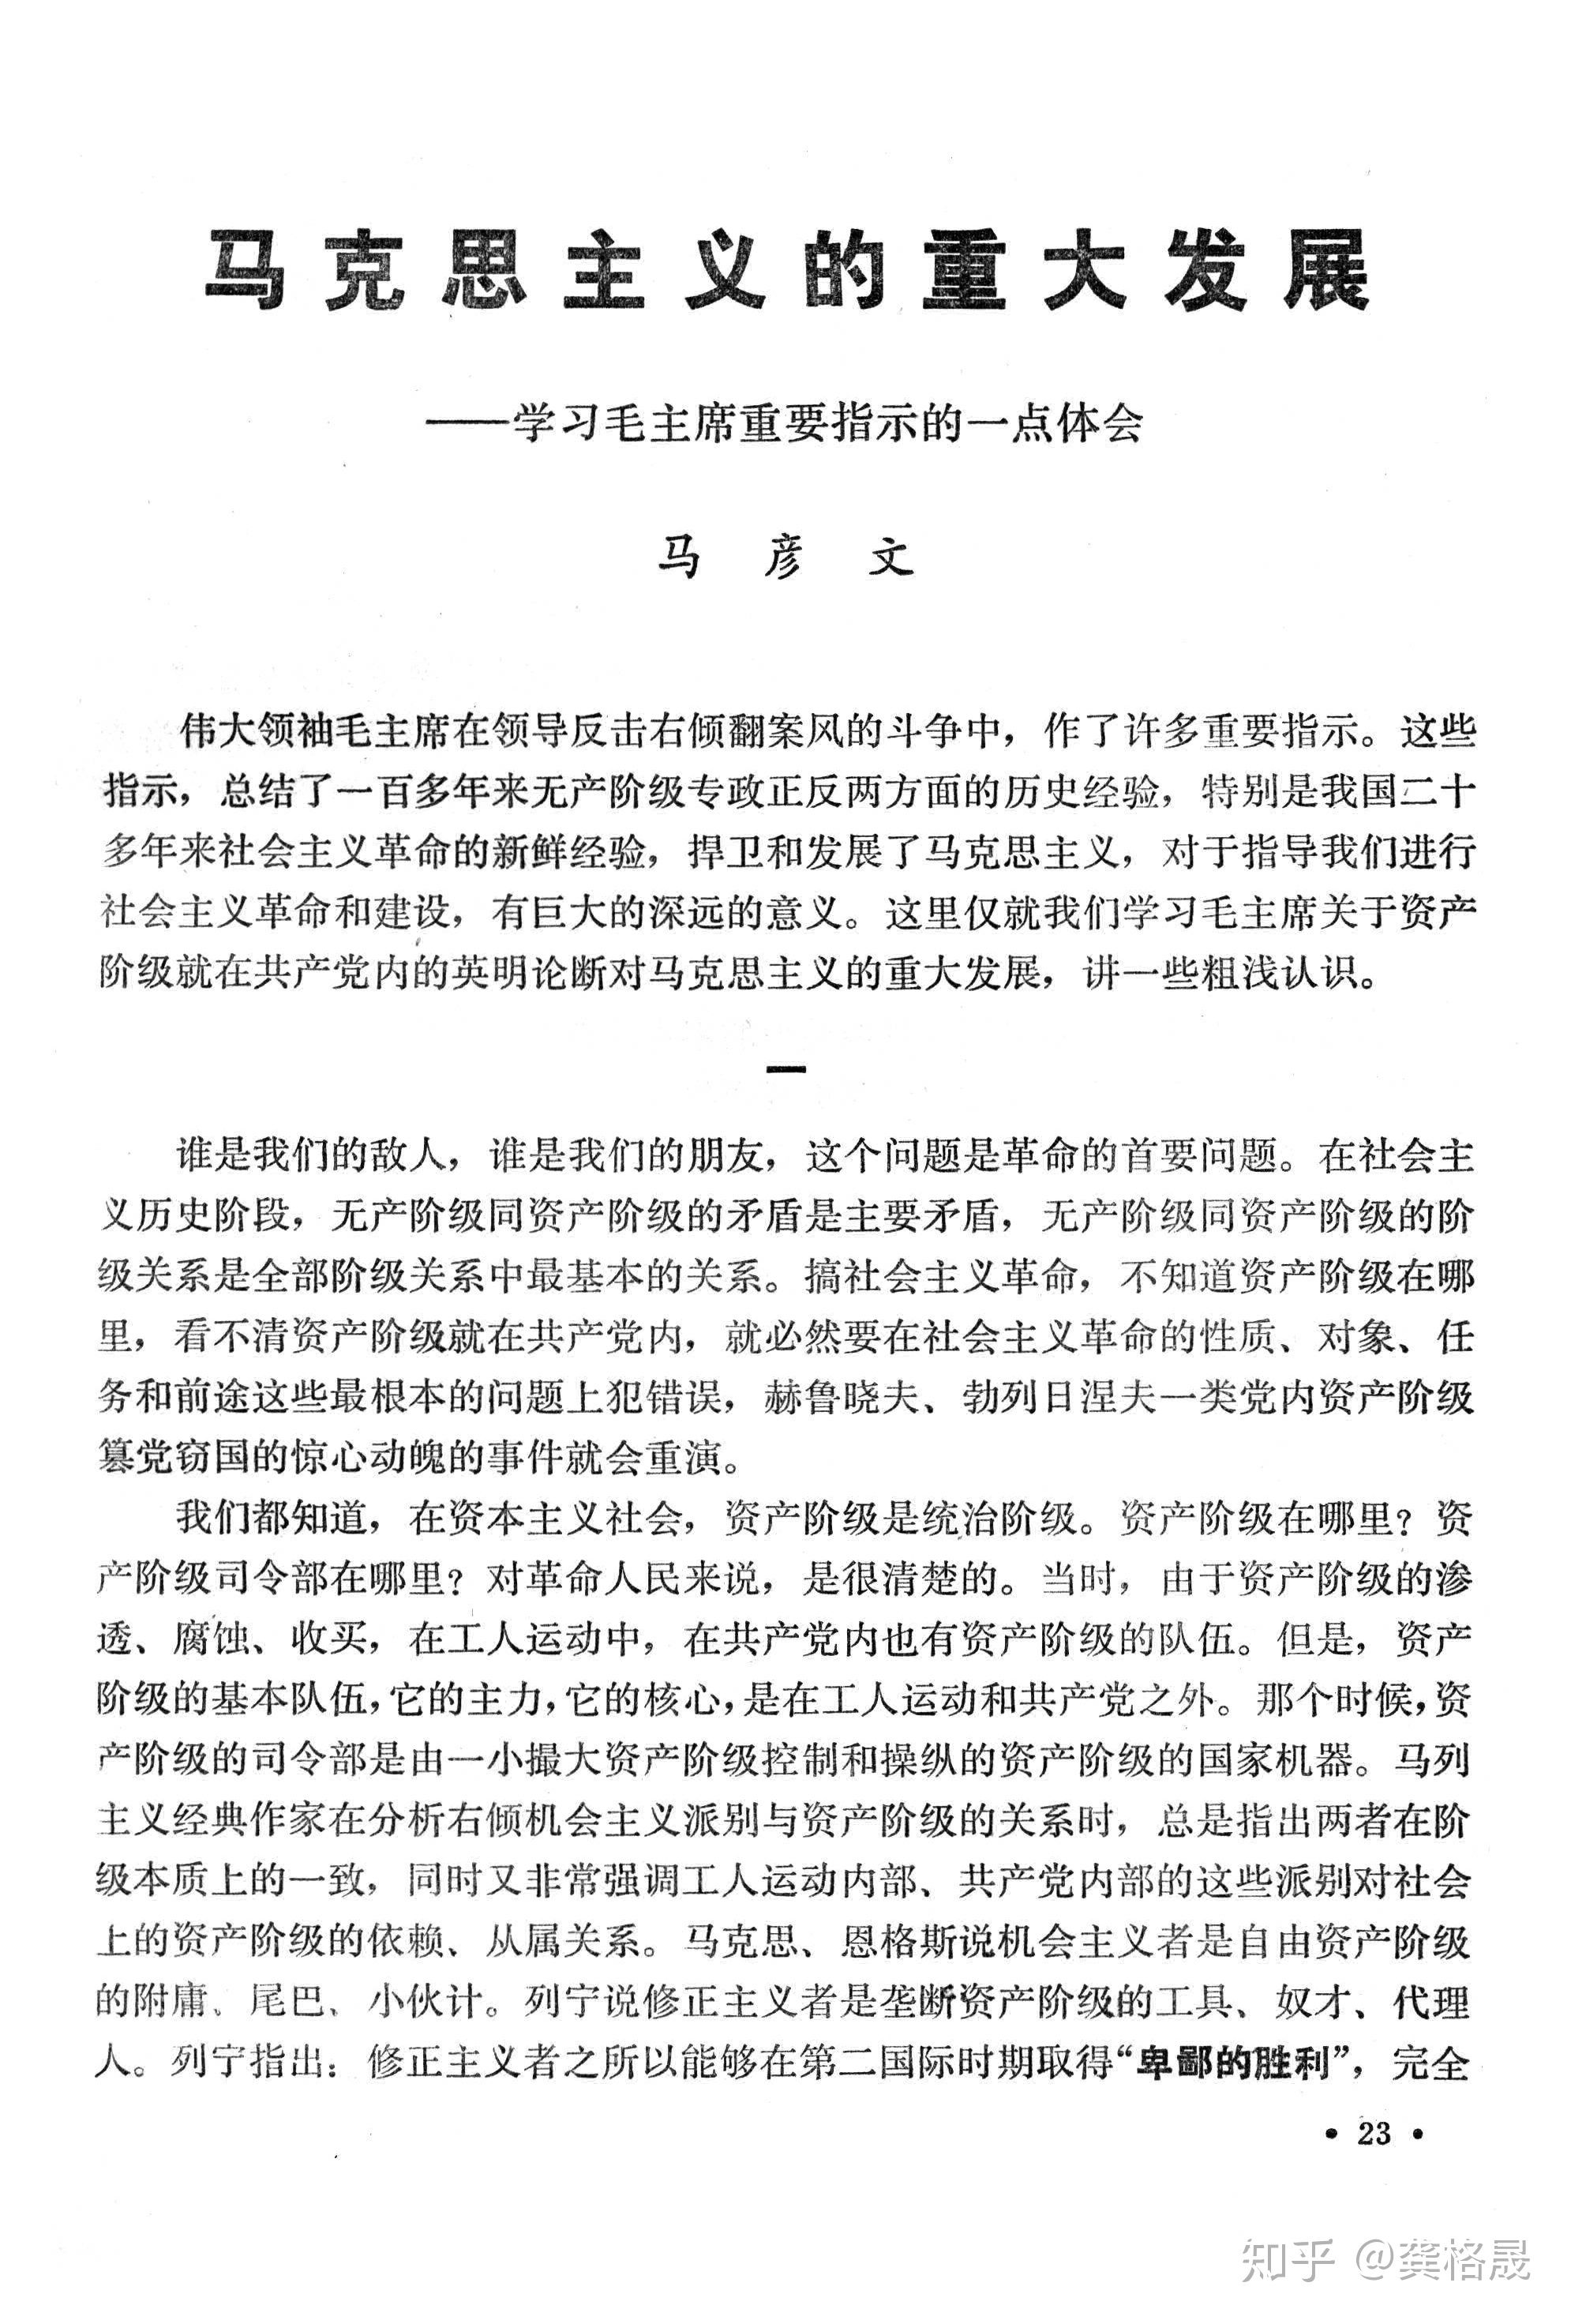 马克思主义的重大发展
——学习毛主席重要指示的一点体会
马彦文
伟大领袖毛主席在领导反击右倾翻案风的斗争中，作了许多重要指示。这些
指示，总结了一百多年来无产阶级专政正反两方面的历史经验，特别是我国二十
多年来社会主义革命的新鲜经验，捍卫和发展了马克思主义，对于指导我们进行
社会主义革命和建设，有巨大的深远的意义。这里仅就我们学习毛主席关于资产
阶级就在共产党内的英明论断对马克思主义的重大发展，讲一些粗浅认识。
一
谁是我们的敌人，谁是我们的朋友，这个问题是革命的首要问题。在社会主
义历史阶段，无产阶级同资产阶级的矛盾是主要矛盾，无产阶级同资产阶级的阶
级关系是全部阶级关系中最基本的关系。搞社会主义革命，不知道资产阶级在哪
里，看不清资产阶级就在共产党内，就必然要在社会主义革命的性质、对象、任
务和前途这些最根本的问题上犯错误，赫鲁晓夫、勃列日涅夫一类党内资产阶级
篡党窃国的惊心动魄的事件就会重演。
我们都知道，在资本主义社会，资产阶级是统治阶级。资产阶级在哪里？资
产阶级司令部在哪里？对革命人民来说，是很清楚的。当时，由于资产阶级的渗
透、腐蚀、收买，在工人运动中，在共产党内也有资产阶级的队伍。但是，资产
阶级的基本队伍，它的主力，它的核心，是在工人运动和共产党之外。那个时候，资
产阶级的司令部是由一小撮大资产阶级控制和操纵的资产阶级的国家机器。马列
主义经典作家在分析右倾机会主义派别与资产阶级的关系时，总是指出两者在阶
级本质上的一致，同时又非常强调工人运动内部、共产党内部的这些派别对社会
上的资产阶级的依赖、从属关系。马克思、恩格斯说机会主义者是自由资产阶级
的附庸、尾巴、小伙计。列宁说修正主义者是垄断资产阶级的工具、奴才、代理
人。列宁指出：修正主义者之所以能够在第二国际时期取得“卑鄙的胜利”，完全
• 23 •
知乎 @龚格晟